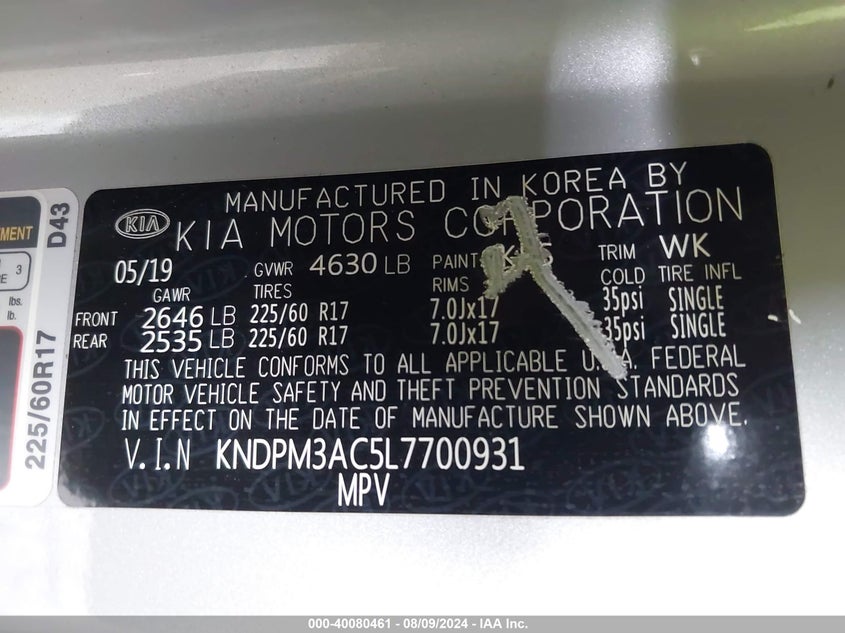 MANUFACTURED IN KOREA BY
KIA KIA MOTORS CORPORATION
05/19 GVWR 4630 LB PAINT TRIM WK
GAWR TIRES RIMS COLD TIRE INFL
FRONT 2646 LB 225/60 R17 7.0Jx17 35psi SINGLE
REAR 2535 LB 225/60 R17 7.0Jx17 35psi SINGLE
THIS VEHICLE CONFORMS TO ALL APPLICABLE U.S.A. FEDERAL
MOTOR VEHICLE SAFETY AND THEFT PREVENTION STANDARDS
IN EFFECT ON THE DATE OF MANUFACTURE SHOWN ABOVE.
V.I.N KNDPM3AC5L7700931
MPV
D43
225/60R17
3
lbs.
lb.
000-40080461 - 08/09/2024 - IAA Inc.